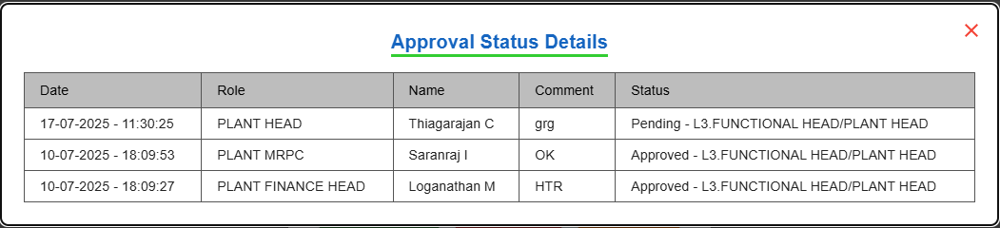 Approval Status Details
Date Role Name Comment Status
17-07-2025 - 11:30:25 PLANT HEAD Thiagarajan C grg Pending - L3.FUNCTIONAL HEAD/PLANT HEAD
10-07-2025 - 18:09:53 PLANT MRPC Saranraj I OK Approved - L3.FUNCTIONAL HEAD/PLANT HEAD
10-07-2025 - 18:09:27 PLANT FINANCE HEAD Loganathan M HTR Approved - L3.FUNCTIONAL HEAD/PLANT HEAD